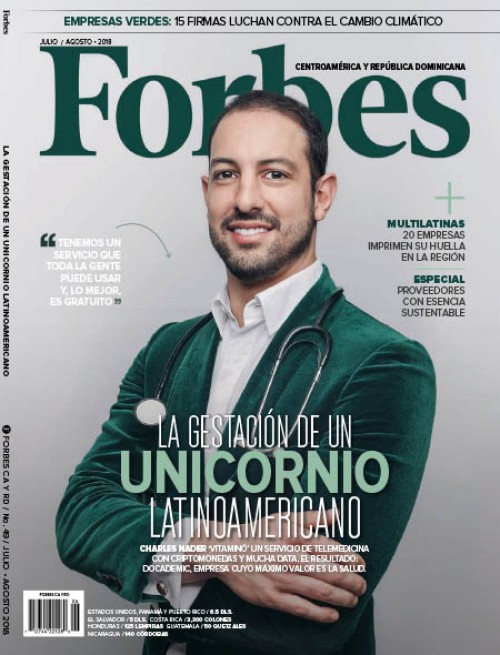 Forbes
LA GESTACIÓN DE UN UNICORNIO LATINOAMERICANO
FORBES CA Y RD / No. 49 / JULIO - AGOSTO 2018
EMPRESAS VERDES: 15 FIRMAS LUCHAN CONTRA EL CAMBIO CLIMÁTICO
JULIO / AGOSTO • 2018
CENTROAMÉRICA Y REPÚBLICA DOMINICANA
Forbes
+
MULTILATINAS
20 EMPRESAS
IMPRIMEN SU HUELLA
EN LA REGIÓN
ESPECIAL
PROVEEDORES
CON ESENCIA
SUSTENTABLE
“TENEMOS UN
SERVICIO QUE
TODA LA GENTE
PUEDE USAR
Y, LO MEJOR,
ES GRATUITO”
LA GESTACIÓN DE UN
UNICORNIO
LATINOAMERICANO
CHARLES NADER ‘VITAMINÓ’ UN SERVICIO DE TELEMEDICINA
CON CRIPTOMONEDAS Y MUCHA DATA. EL RESULTADO:
DOCADEMIC, EMPRESA CUYO MÁXIMO VALOR ES LA SALUD.
ESTADOS UNIDOS, PANAMÁ Y PUERTO RICO / 6.5 DLS.
EL SALVADOR / 5 DLS. COSTA RICA / 3,200 COLONES
HONDURAS / 125 LEMPIRAS GUATEMALA / 50 QUETZALES
NICARAGUA / 140 CÓRDOBAS